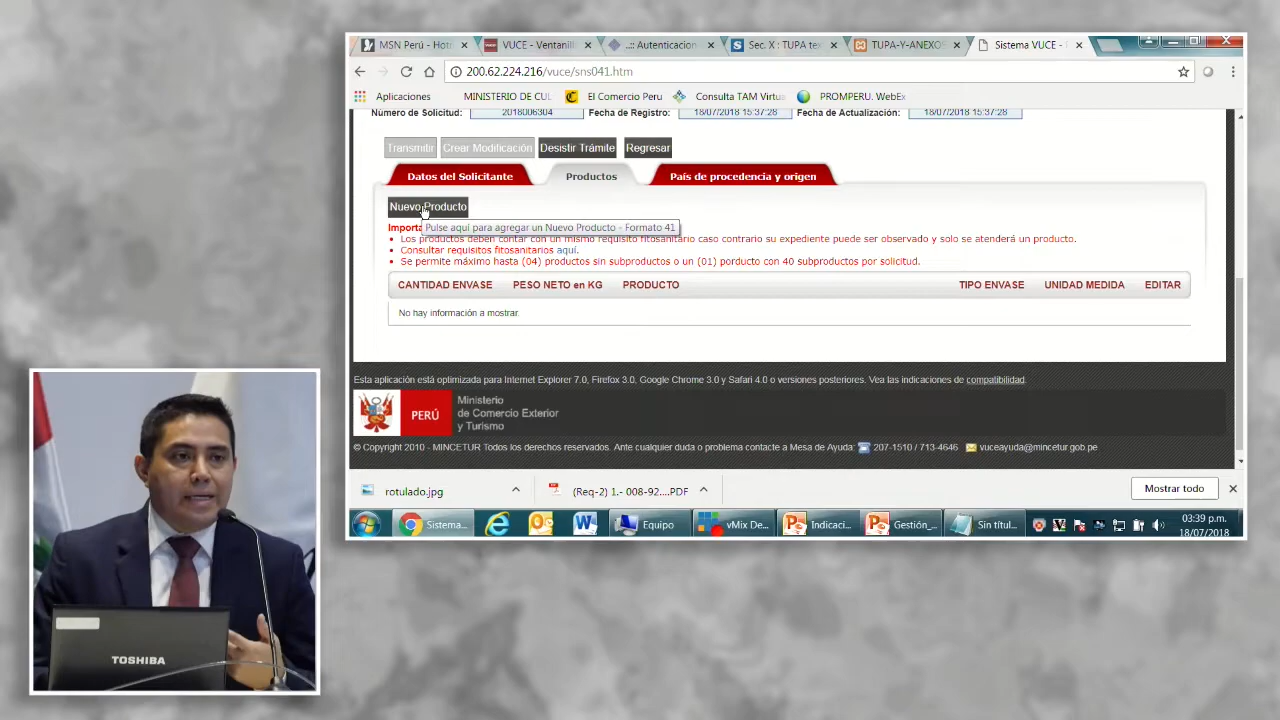 MSN Perú - Hotm
VUCE - Ventanill
..:: Autenticacion
Sec. X : TUPA te
TUPA-Y-ANEXO
Sistema VUCE -
200.62.224.216/vuce/sns041.htm
Aplicaciones
MINISTERIO DE CUL
El Comercio Peru
Consulta TAM Virtua
PROMPERU. WebEx
Número de Solicitud:
2018006304
Fecha de Registro:
18/07/2018 15:37:28
Fecha de Actualización:
18/07/2018 15:37:28
Transmitir
Crear Modificación
Desistir Trámite
Regresar
Datos del Solicitante
Productos
País de procedencia y origen
Nuevo Producto
Importa
Pulse aquí para agregar un Nuevo Producto - Formato 41
Los productos deben contar con un mismo requisito fitosanitario caso contrario su expediente puede ser observado y solo se atenderá un producto.
Consultar requisitos fitosanitarios aquí.
Se permite máximo hasta (04) productos sin subproductos o un (01) porducto con 40 subproductos por solicitud.
CANTIDAD ENVASE
PESO NETO en KG
PRODUCTO
TIPO ENVASE
UNIDAD MEDIDA
EDITAR
No hay información a mostrar.
Esta aplicación está optimizada para Internet Explorer 7.0, Firefox 3.0, Google Chrome 3.0 y Safari 4.0 o versiones posteriores. Vea las indicaciones de compatibilidad.
PERÚ
Ministerio
de Comercio Exterior
y Turismo
© Copyright 2010 - MINCETUR Todos los derechos reservados. Ante cualquier duda o problema contacte a Mesa de Ayuda: 207-1510 / 713-4646 vuceayuda@mincetur.gob.pe
rotulado.jpg
(Req-2) 1.- 008-92....PDF
Mostrar todo
Sistema...
Equipo
vMix De...
Indicaci...
Gestión_...
Sin títul...
03:39 p.m.
18/07/2018
TOSHIBA